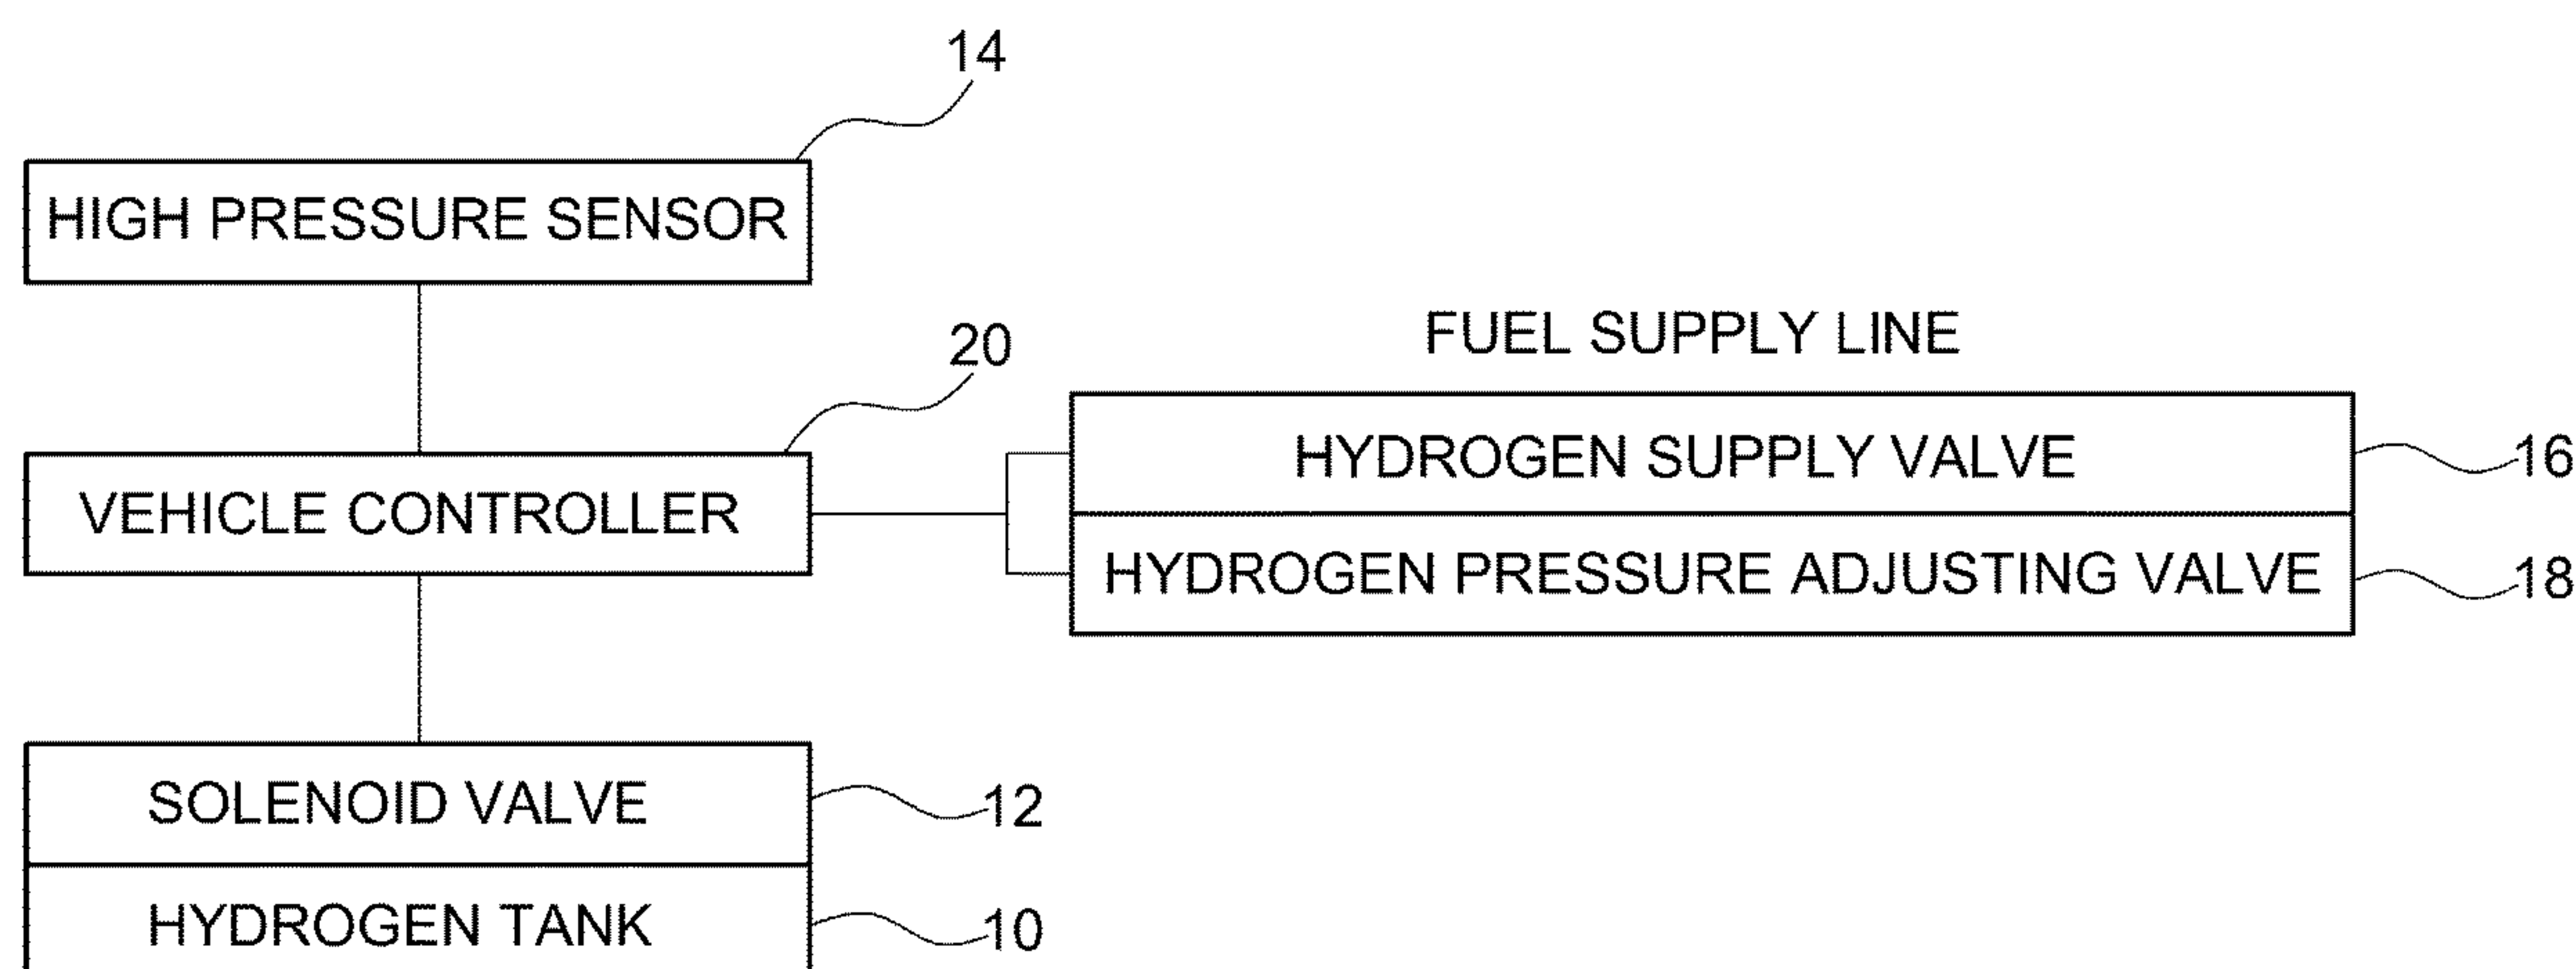 14
HIGH PRESSURE SENSOR
20
VEHICLE CONTROLLER
FUEL SUPPLY LINE
HYDROGEN SUPPLY VALVE
16
HYDROGEN PRESSURE ADJUSTING VALVE
18
SOLENOID VALVE
12
HYDROGEN TANK
10